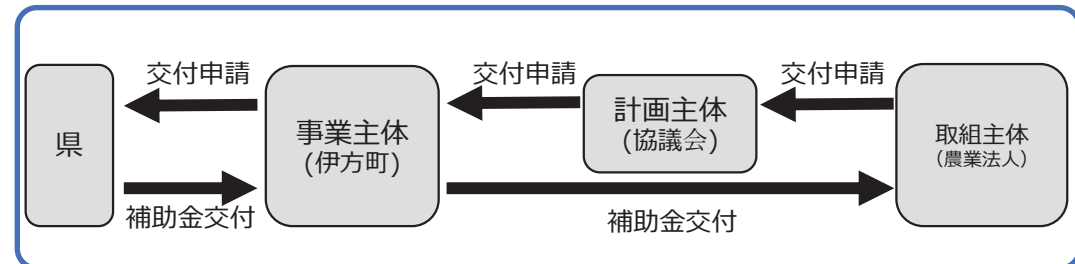 交付申請
交付申請
交付申請
県
事業主体
(伊方町)
計画主体
(協議会)
取組主体
(農業法人)
補助金交付
補助金交付